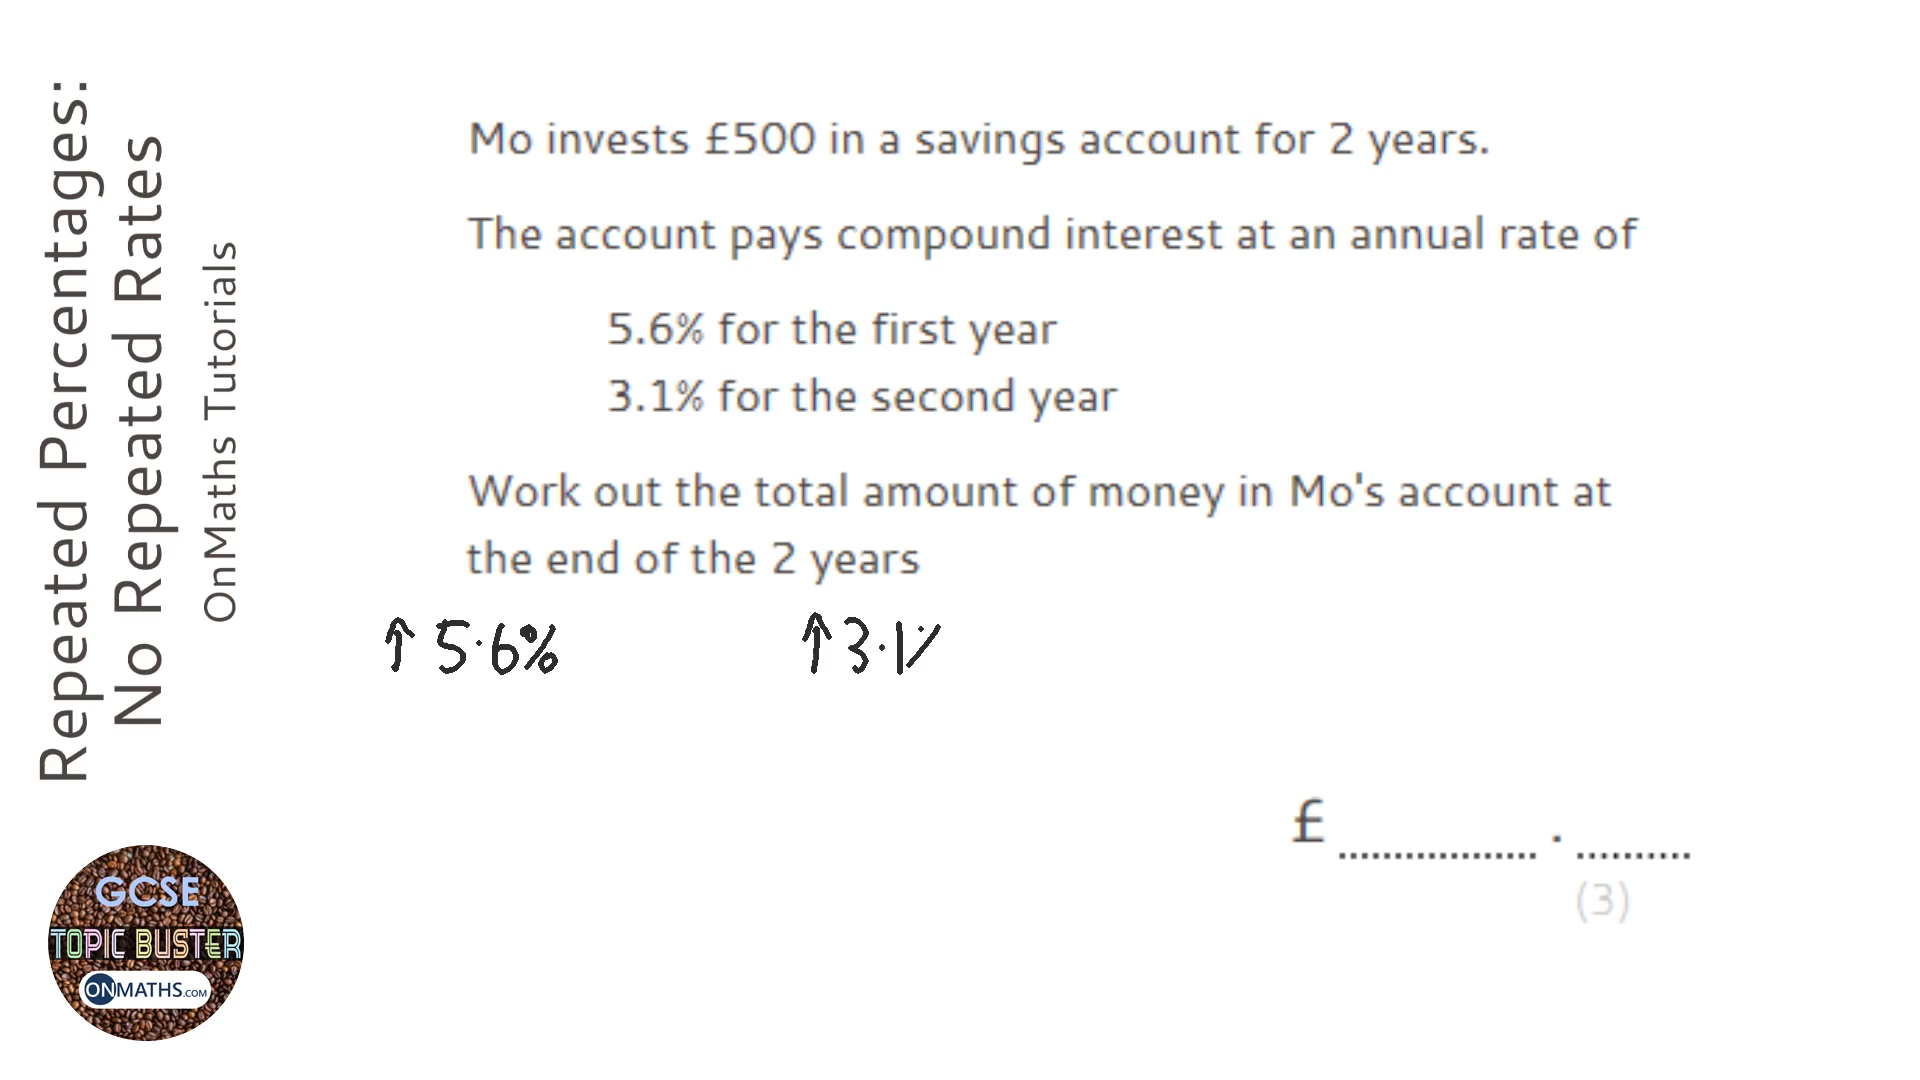 Repeated Percentages:
No Repeated Rates
OnMaths Tutorials
Mo invests £500 in a savings account for 2 years.
The account pays compound interest at an annual rate of
5.6% for the first year
3.1% for the second year
Work out the total amount of money in Mo's account at
the end of the 2 years
↑ 5.6% ↑ 3.1%
£ .................. . ..........
(3)
GCSE
TOPIC BUSTER
ONMATHS.COM